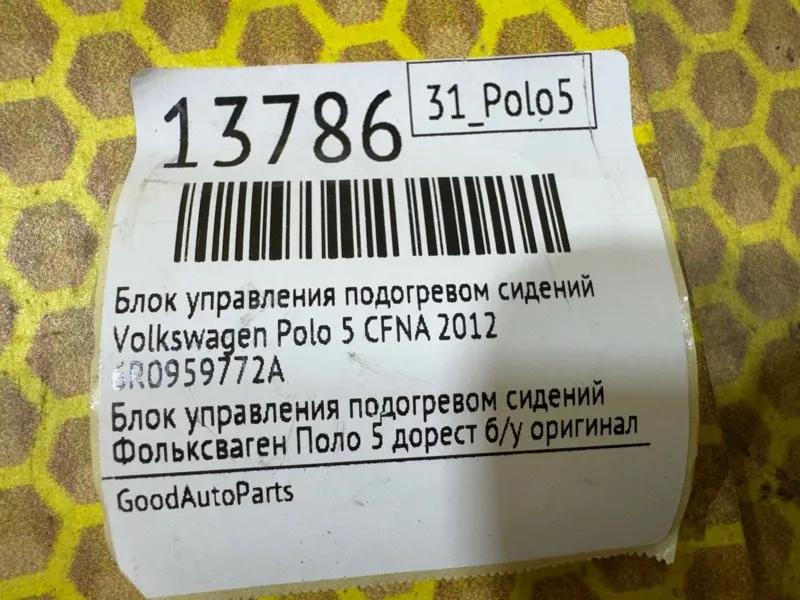 13786
31_Polo5
Блок управления подогревом сидений
Volkswagen Polo 5 CFNA 2012
6R0959772A
Блок управления подогревом сидений
Фольксваген Поло 5 дорест б/у оригинал
GoodAutoParts